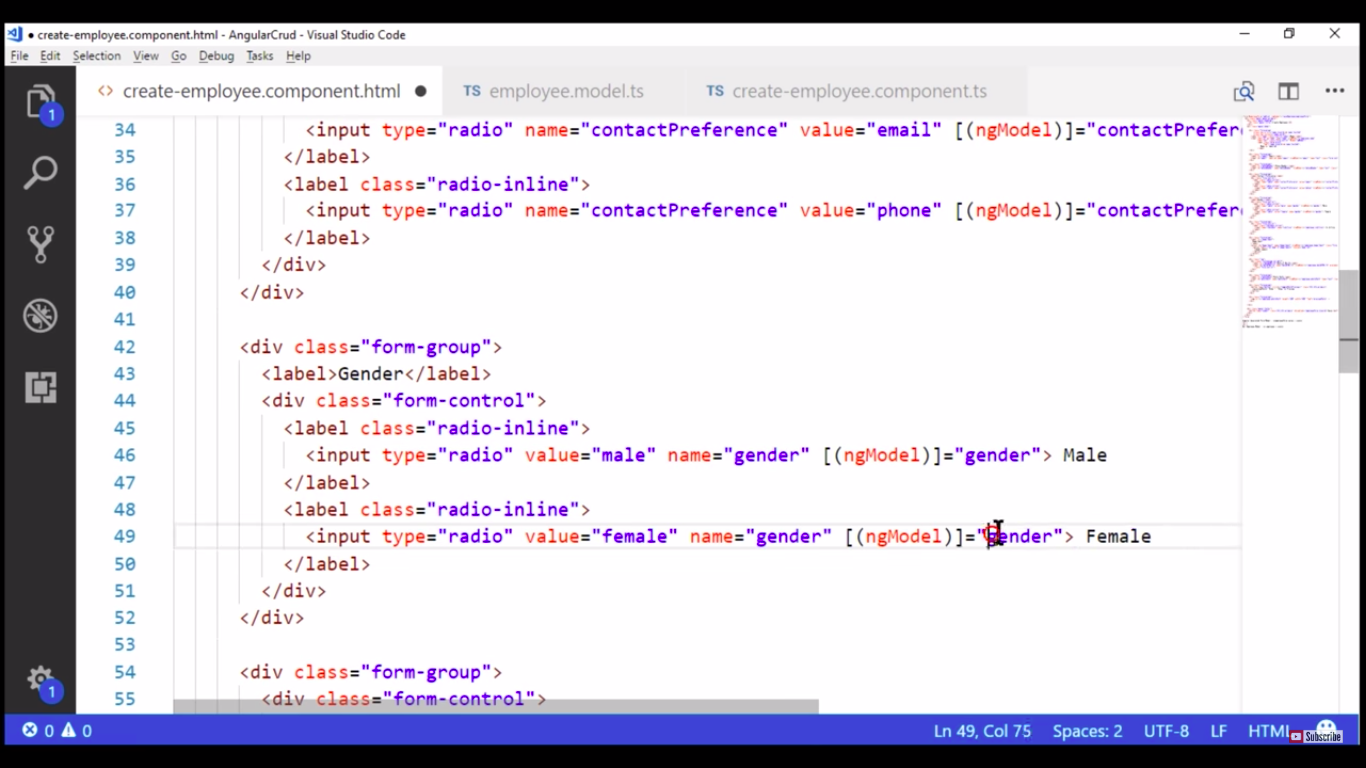 create-employee.component.html - AngularCrud - Visual Studio Code
File Edit Selection View Go Debug Tasks Help
<> create-employee.component.html TS employee.model.ts TS create-employee.component.ts
34 <input type="radio" name="contactPreference" value="email" [(ngModel)]="contactPrefer
35 </label>
36 <label class="radio-inline">
37 <input type="radio" name="contactPreference" value="phone" [(ngModel)]="contactPrefer
38 </label>
39 </div>
40 </div>
41
42 <div class="form-group">
43 <label>Gender</label>
44 <div class="form-control">
45 <label class="radio-inline">
46 <input type="radio" value="male" name="gender" [(ngModel)]="gender"> Male
47 </label>
48 <label class="radio-inline">
49 <input type="radio" value="female" name="gender" [(ngModel)]="gender"> Female
50 </label>
51 </div>
52 </div>
53
54 <div class="form-group">
55 <div class="form-control">
1
1
0 0 Ln 49, Col 75 Spaces: 2 UTF-8 LF HTML Subscribe